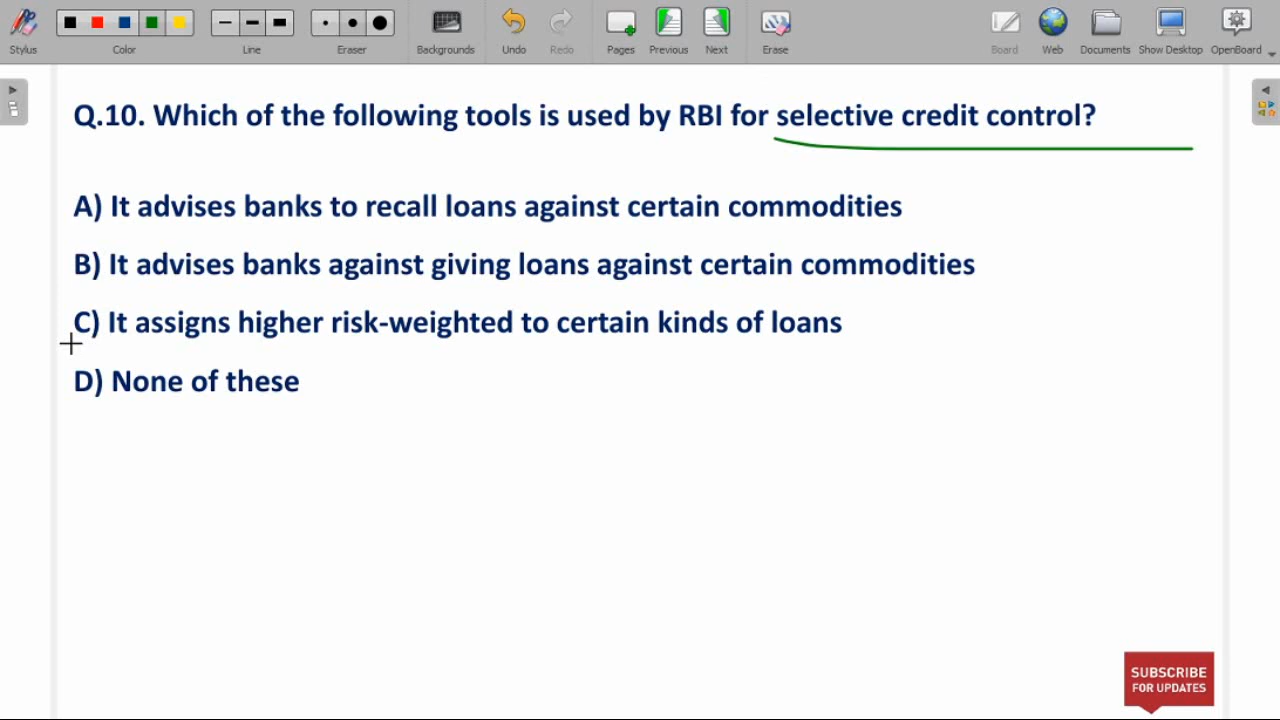 Stylus Color Line Eraser Backgrounds Undo Redo Pages Previous Next Erase Board Web Documents Show Desktop OpenBoard
Q.10. Which of the following tools is used by RBI for selective credit control?
A) It advises banks to recall loans against certain commodities
B) It advises banks against giving loans against certain commodities
C) It assigns higher risk-weighted to certain kinds of loans
D) None of these
SUBSCRIBE
FOR UPDATES